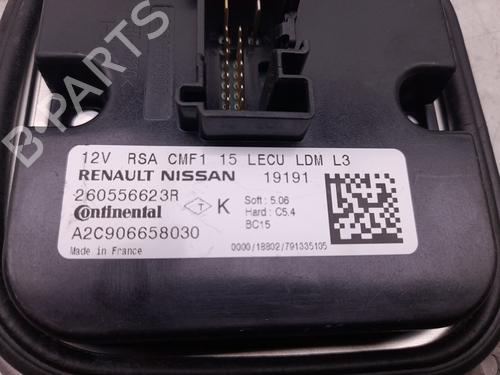 12V RSA CMF1 15 LECU LDM L3
RENAULT NISSAN 19191
260556623R
Continental T K Soft : 5.06
Hard : C5.4
BC15
A2C906658030
Made in France 0000/18802/791335105
B-PARTS